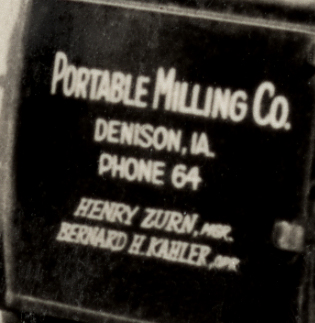 PORTABLE MILLING CO.
DENISON, IA.
PHONE 64
HENRY ZURN, MGR.
BERNARD H. KAHLER, OPR.